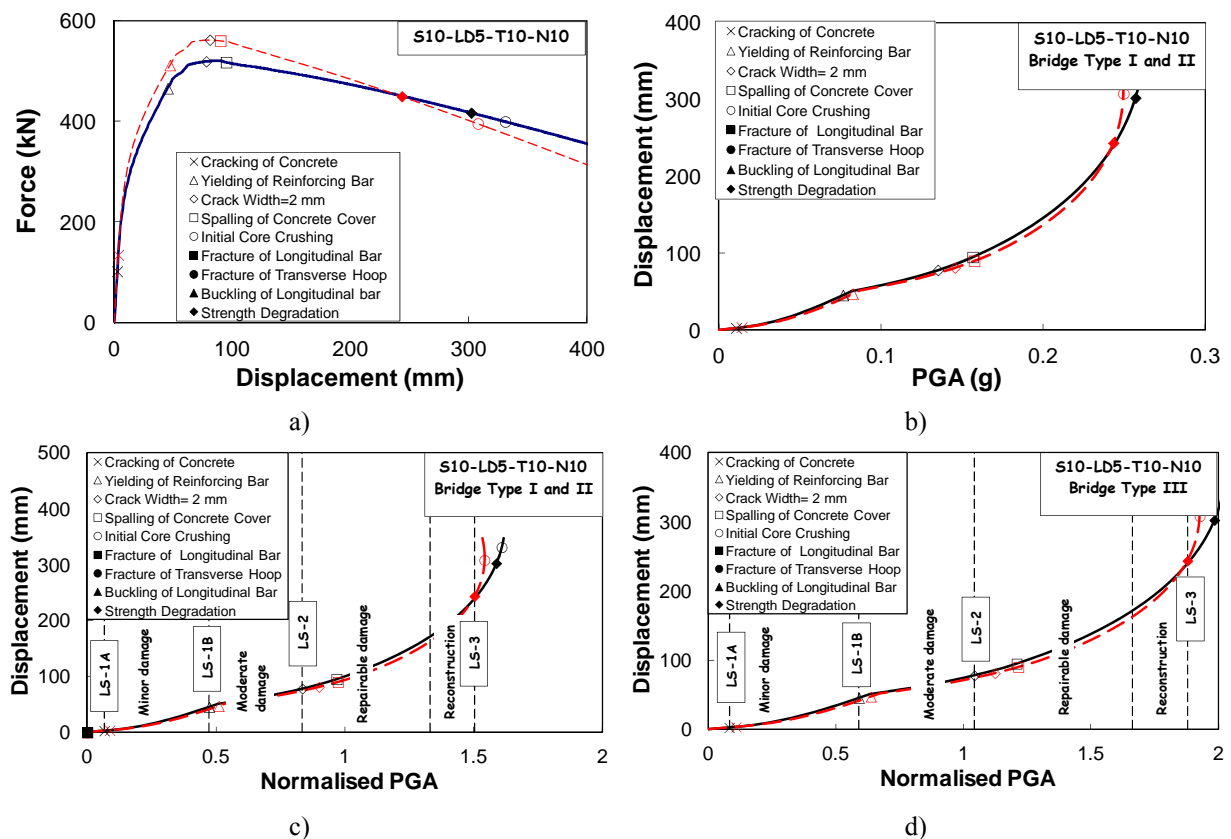 600
500
400
200
0
Force (kN)
S10-LD5-T10-N10
Cracking of Concrete
Yielding of Reinforcing Bar
Crack Width=2 mm
Spalling of Concrete Cover
Initial Core Crushing
Fracture of Longitudinal Bar
Fracture of Transverse Hoop
Buckling of Longitudinal bar
Strength Degradation
0 100 200 300 400
Displacement (mm)
a)
400
300
200
100
0
Displacement (mm)
S10-LD5-T10-N10
Bridge Type I and II
Cracking of Concrete
Yielding of Reinforcing Bar
Crack Width= 2 mm
Spalling of Concrete Cover
Initial Core Crushing
Fracture of Longitudinal Bar
Fracture of Transverse Hoop
Buckling of Longitudinal Bar
Strength Degradation
0 0.1 0.2 0.3
PGA (g)
b)
500
400
300
200
100
0
Displacement (mm)
Cracking of Concrete
Yielding of Reinforcing Bar
Crack Width= 2 mm
Spalling of Concrete Cover
Initial Core Crushing
Fracture of Longitudinal Bar
Fracture of Transverse Hoop
Buckling of Longitudinal Bar
Strength Degradation
S10-LD5-T10-N10
Bridge Type I and II
LS-1A
Minor damage
LS-1B
Moderate
damage
LS-2
Repairable damage
Reconstruction
LS-3
0 0.5 1 1.5 2
Normalised PGA
c)
400
300
200
100
0
Displacement (mm)
Cracking of Concrete
Yielding of Reinforcing Bar
Crack Width= 2 mm
Spalling of Concrete Cover
Initial Core Crushing
Fracture of Longitudinal Bar
Fracture of Transverse Hoop
Buckling of Longitudinal Bar
Strength Degradation
S10-LD5-T10-N10
Bridge Type III
LS-1A
Minor damage
LS-1B
Moderate damage
LS-2
Repairable damage
Reconstruction
LS-3
0 0.5 1 1.5 2
Normalised PGA
d)